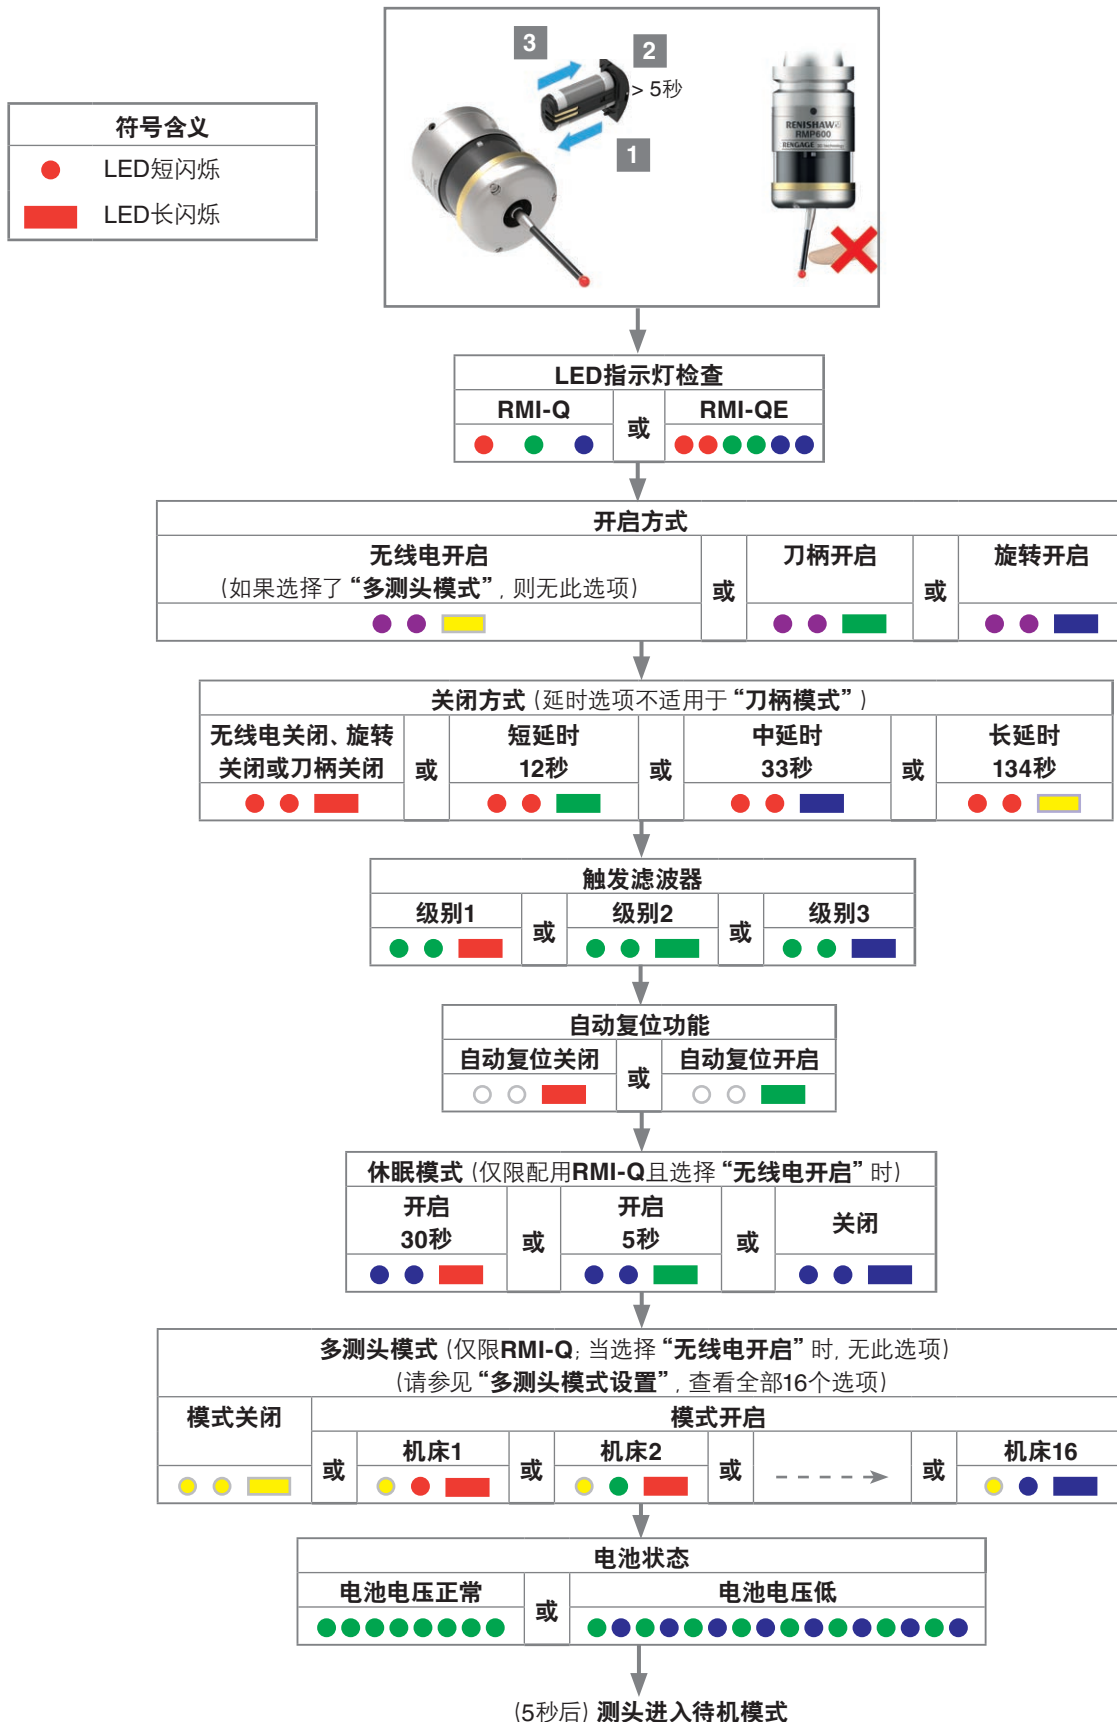 符号含义
LED短闪烁
LED长闪烁
3
2
> 5秒
1
RENISHAW
RMP600
RENGAGE
LED指示灯检查
RMI-Q
或
RMI-QE
开启方式
无线电开启
(如果选择了“多测头模式”, 则无此选项)
或
刀柄开启
或
旋转开启
关闭方式 (延时选项不适用于“刀柄模式”)
无线电关闭、旋转
关闭或刀柄关闭
或
短延时
12秒
或
中延时
33秒
或
长延时
134秒
触发滤波器
级别1
或
级别2
或
级别3
自动复位功能
自动复位关闭
或
自动复位开启
休眠模式 (仅限配用RMI-Q且选择“无线电开启”时)
开启
30秒
或
开启
5秒
或
关闭
多测头模式 (仅限RMI-Q; 当选择“无线电开启”时, 无此选项)
(请参见“多测头模式设置”, 查看全部16个选项)
模式关闭
模式开启
或
机床1
或
机床2
或
或
机床16
电池状态
电池电压正常
或
电池电压低
(5秒后) 测头进入待机模式